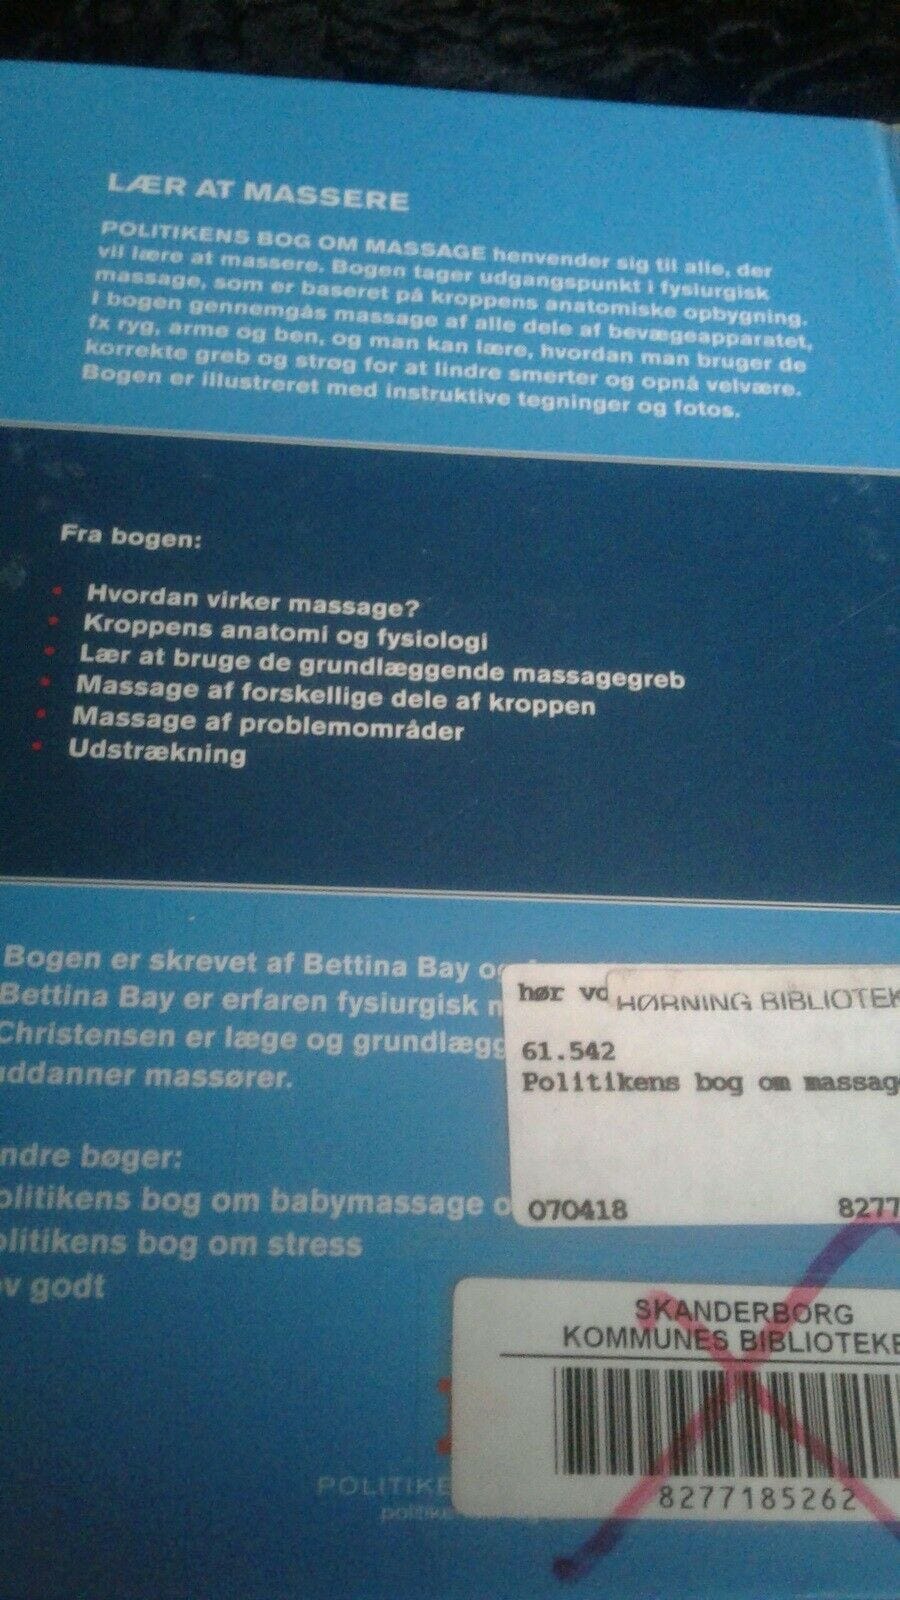 LÆR AT MASSERE
POLITIKENS BOG OM MASSAGE henvender sig til alle, der
vil lære at massere. Bogen tager udgangspunkt i fysiurgisk
massage, som er baseret på kroppens anatomiske opbygning.
I bogen gennemgås massage af alle dele af bevægeapparatet,
fx ryg, arme og ben, og man kan lære, hvordan man bruger de
korrekte greb og strøg for at lindre smerter og opnå velvære.
Bogen er illustreret med instruktive tegninger og fotos.
Fra bogen:
• Hvordan virker massage?
• Kroppens anatomi og fysiologi
• Lær at bruge de grundlæggende massagegreb
• Massage af forskellige dele af kroppen
• Massage af problemområder
• Udstrækning
Bogen er skrevet af Bettina Bay og
Bettina Bay er erfaren fysiurgisk m
Christensen er læge og grundlægg
uddanner massører.
ndre bøger:
olitikens bog om babymassage o
olitikens bog om stress
v godt
hør vo
HØRNING BIBLIOTEK
61.542
Politikens bog om massag
070418 8277
SKANDERBORG
KOMMUNES BIBLIOTEKE
8277185262
POLITIKE
politike